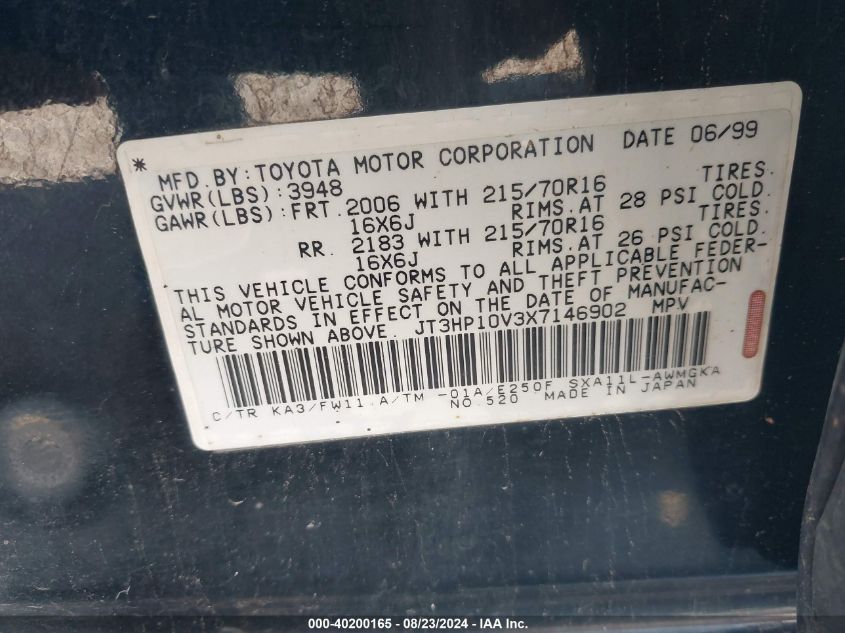 * MFD.BY:TOYOTA MOTOR CORPORATION DATE 06/99
GVWR(LBS):3948
GAWR(LBS):FRT.2006 WITH 215/70R16 TIRES.
16X6J RIMS.AT 28 PSI COLD.
RR. 2183 WITH 215/70R16 TIRES.
16X6J RIMS.AT 26 PSI COLD.
THIS VEHICLE CONFORMS TO ALL APPLICABLE FEDER-
AL MOTOR VEHICLE SAFETY AND THEFT PREVENTION
STANDARDS IN EFFECT ON THE DATE OF MANUFAC-
TURE SHOWN ABOVE. JT3HP10V3X7146902 MPV
C/TR KA3/FW11.A/TM -01A/E250F SXA11L-AWMGKA
NO.520 MADE IN JAPAN
000-40200165 - 08/23/2024 - IAA Inc.